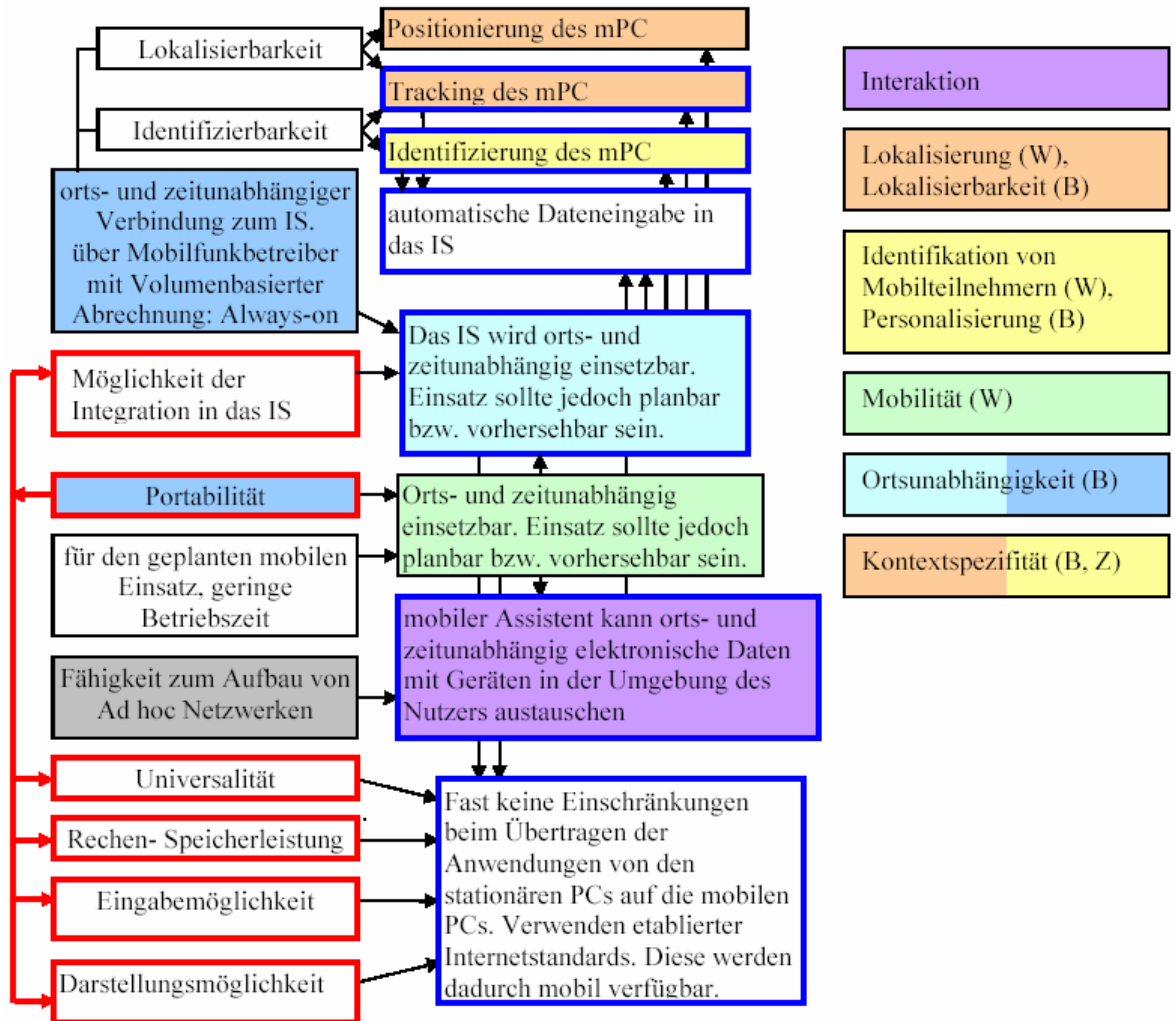 Lokalisierbarkeit
Identifizierbarkeit
orts- und zeitunabhängiger
Verbindung zum IS.
über Mobilfunkbetreiber
mit Volumenbasierter
Abrechnung: Always-on
Möglichkeit der
Integration in das IS
Portabilität
für den geplanten mobilen
Einsatz, geringe
Betriebszeit
Fähigkeit zum Aufbau von
Ad hoc Netzwerken
Universalität
Rechen- Speicherleistung
Eingabemöglichkeit
Darstellungsmöglichkeit
Positionierung des mPC
Tracking des mPC
Identifizierung des mPC
automatische Dateneingabe in
das IS
Das IS wird orts- und
zeitunabhängig einsetzbar.
Einsatz sollte jedoch planbar
bzw. vorhersehbar sein.
Orts- und zeitunabhängig
einsetzbar. Einsatz sollte jedoch
planbar bzw. vorhersehbar sein.
mobiler Assistent kann orts- und
zeitunabhängig elektronische Daten
mit Geräten in der Umgebung des
Nutzers austauschen
Fast keine Einschränkungen
beim Übertragen der
Anwendungen von den
stationären PCs auf die mobilen
PCs. Verwenden etablierter
Internetstandards. Diese werden
dadurch mobil verfügbar.
Interaktion
Lokalisierung (W),
Lokalisierbarkeit (B)
Identifikation von
Mobilteilnehmern (W),
Personalisierung (B)
Mobilität (W)
Ortsunabhängigkeit (B)
Kontextspezifität (B, Z)